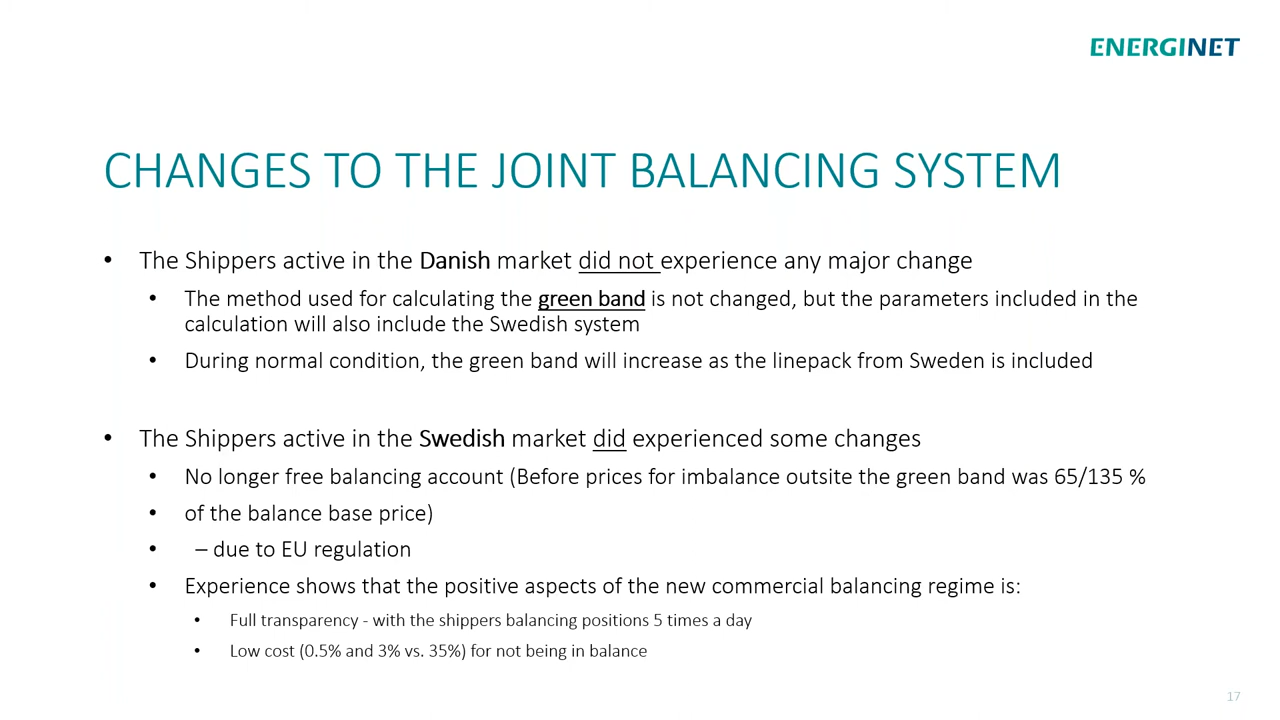 ENERGINET
CHANGES TO THE JOINT BALANCING SYSTEM
• The Shippers active in the Danish market did not experience any major change
• The method used for calculating the green band is not changed, but the parameters included in the
calculation will also include the Swedish system
• During normal condition, the green band will increase as the linepack from Sweden is included
• The Shippers active in the Swedish market did experienced some changes
• No longer free balancing account (Before prices for imbalance outsite the green band was 65/135 %
• of the balance base price)
• – due to EU regulation
• Experience shows that the positive aspects of the new commercial balancing regime is:
• Full transparency - with the shippers balancing positions 5 times a day
• Low cost (0.5% and 3% vs. 35%) for not being in balance
17